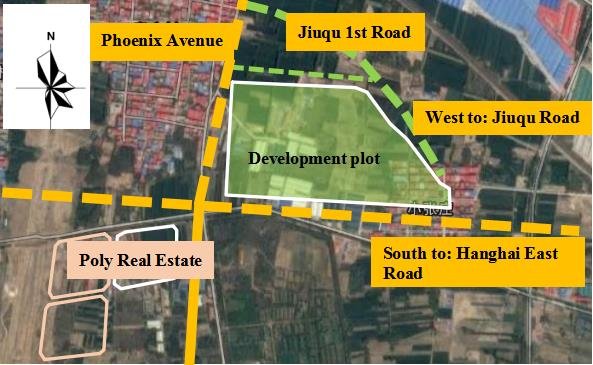 N
Phoenix Avenue
Jiuqu 1st Road
West to: Jiuqu Road
Development plot
Poly Real Estate
South to: Hanghai East
Road